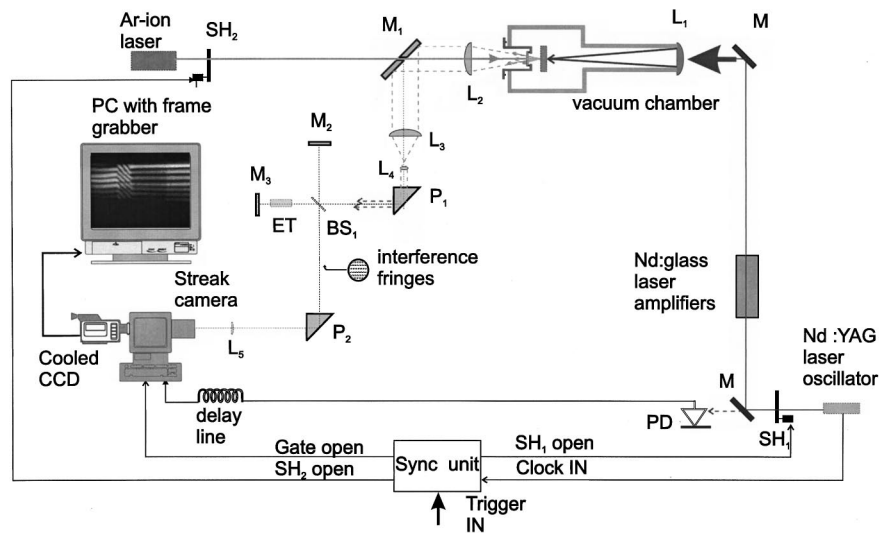 Ar-ion
laser
SH2
M1
L1
M
L2
vacuum chamber
PC with frame
grabber
M2
L3
L4
M3
P1
ET
BS1
interference
fringes
Nd:glass
laser
amplifiers
Streak
camera
P2
L5
Cooled
CCD
Nd :YAG
laser
oscillator
M
delay
line
PD
SH1
Gate open
SH2 open
Sync unit
SH1 open
Clock IN
Trigger
IN